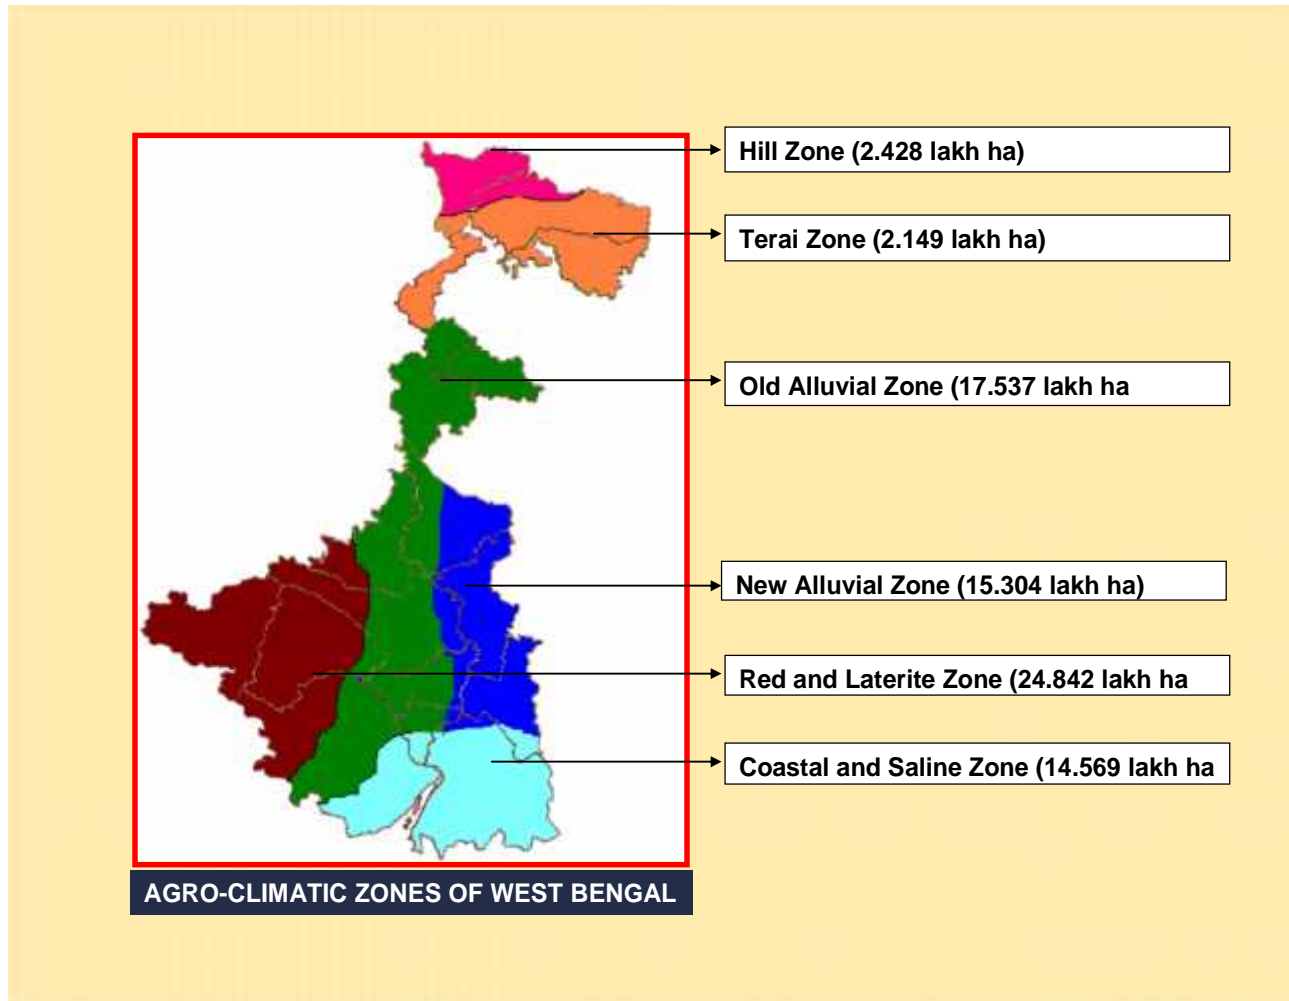 Hill Zone (2.428 lakh ha)
Terai Zone (2.149 lakh ha)
Old Alluvial Zone (17.537 lakh ha
New Alluvial Zone (15.304 lakh ha)
Red and Laterite Zone (24.842 lakh ha
Coastal and Saline Zone (14.569 lakh ha
AGRO-CLIMATIC ZONES OF WEST BENGAL